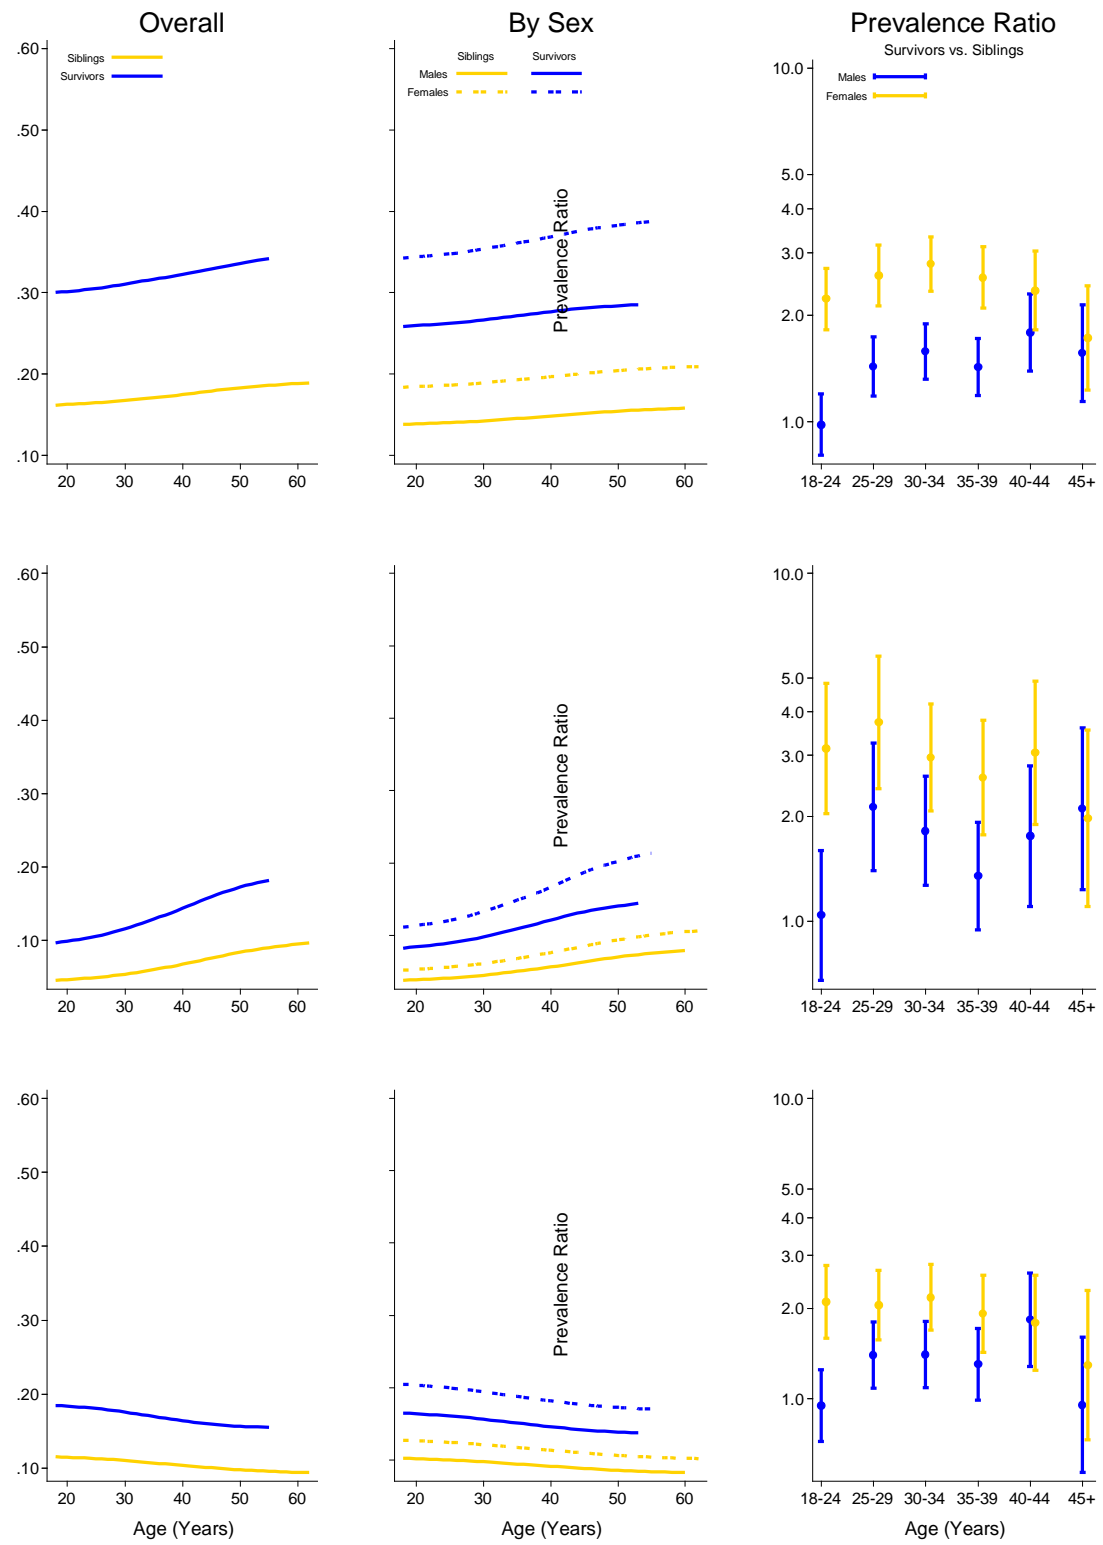 Overall
By Sex
Prevalence Ratio
Survivors vs. Siblings
Siblings
Survivors
Siblings Survivors
Males
Females
Males
Females
.60
.50
.40
.30
.20
.10
20 30 40 50 60
Prevalence Ratio
20 30 40 50 60
10.0
5.0
4.0
3.0
2.0
1.0
18-24 25-29 30-34 35-39 40-44 45+
.60
.50
.40
.30
.20
.10
20 30 40 50 60
Prevalence Ratio
20 30 40 50 60
10.0
5.0
4.0
3.0
2.0
1.0
18-24 25-29 30-34 35-39 40-44 45+
.60
.50
.40
.30
.20
.10
20 30 40 50 60
Age (Years)
Prevalence Ratio
20 30 40 50 60
Age (Years)
10.0
5.0
4.0
3.0
2.0
1.0
18-24 25-29 30-34 35-39 40-44 45+
Age (Years)